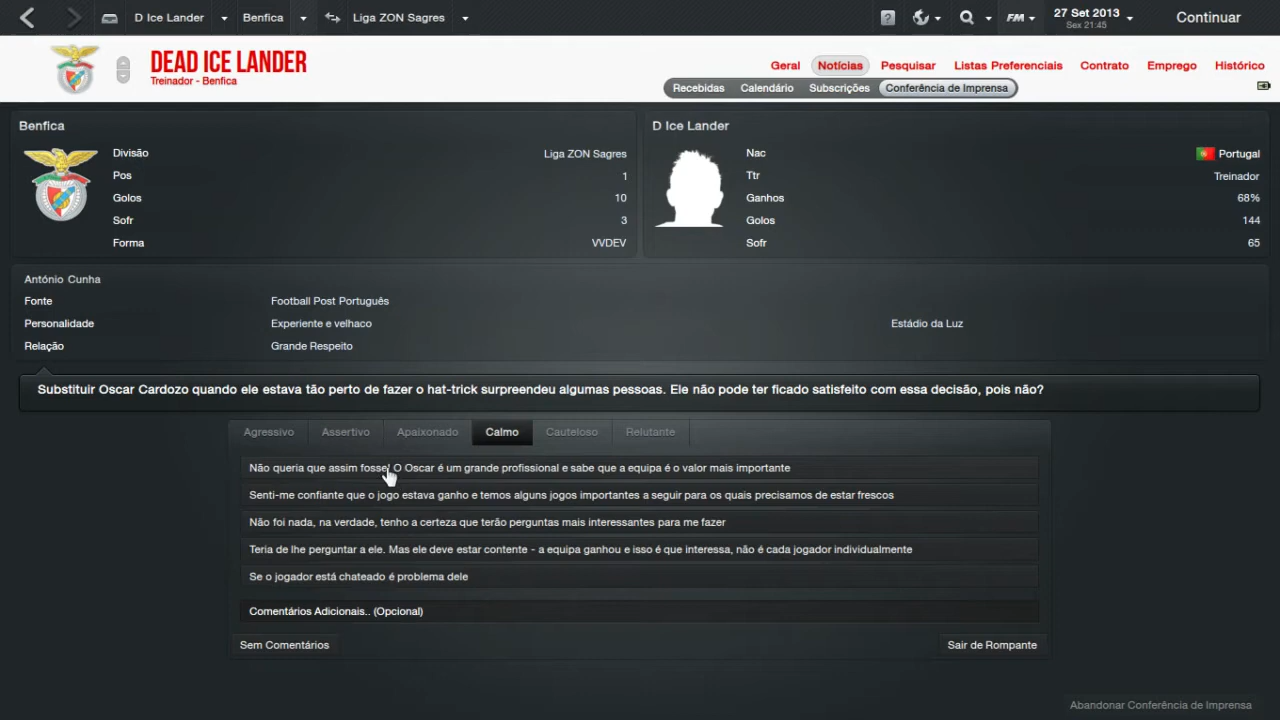 D Ice Lander
Benfica
Liga ZON Sagres
?
FM
27 Set 2013
Sex 21:45
Continuar
DEAD ICE LANDER
Treinador - Benfica
Geral
Notícias
Pesquisar
Listas Preferenciais
Contrato
Emprego
Histórico
Recebidas
Calendário
Subscrições
Conferência de Imprensa
Benfica
Divisão Liga ZON Sagres
Pos 1
Golos 10
Sofr 3
Forma VVDEV
D Ice Lander
Nac Portugal
Ttr Treinador
Ganhos 68%
Golos 144
Sofr 65
António Cunha
Fonte Football Post Português
Personalidade Experiente e velhaco Estádio da Luz
Relação Grande Respeito
Substituir Oscar Cardozo quando ele estava tão perto de fazer o hat-trick surpreendeu algumas pessoas. Ele não pode ter ficado satisfeito com essa decisão, pois não?
Agressivo Assertivo Apaixonado Calmo Cauteloso Relutante
Não queria que assim fosse! O Oscar é um grande profissional e sabe que a equipa é o valor mais importante
Senti-me confiante que o jogo estava ganho e temos alguns jogos importantes a seguir para os quais precisamos de estar frescos
Não foi nada, na verdade, tenho a certeza que terão perguntas mais interessantes para me fazer
Teria de lhe perguntar a ele. Mas ele deve estar contente - a equipa ganhou e isso é que interessa, não é cada jogador individualmente
Se o jogador está chateado é problema dele
Comentários Adicionais.. (Opcional)
Sem Comentários
Sair de Rompante
Abandonar Conferência de Imprensa